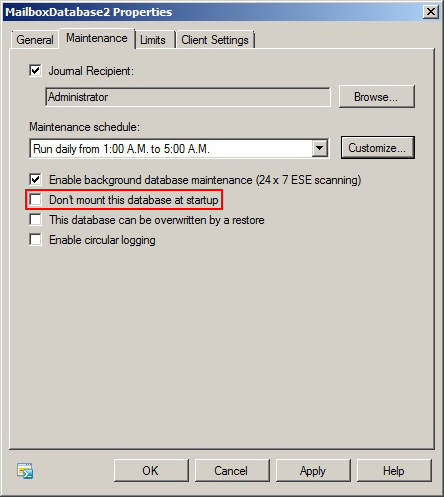 MailboxDatabase2 Properties
General Maintenance Limits Client Settings
Journal Recipient:
Administrator Browse...
Maintenance schedule:
Run daily from 1:00 A.M. to 5:00 A.M. Customize...
Enable background database maintenance (24 x 7 ESE scanning)
Don't mount this database at startup
This database can be overwritten by a restore
Enable circular logging
OK Cancel Apply Help